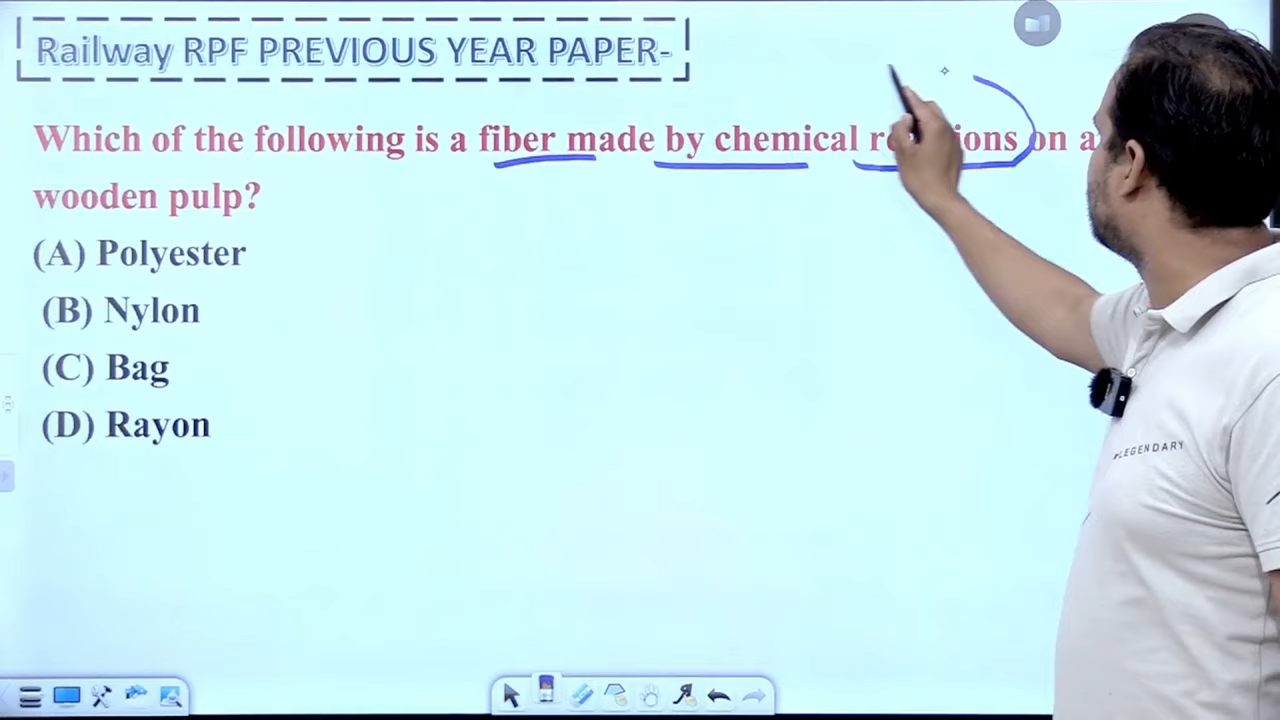 Railway RPF PREVIOUS YEAR PAPER-
Which of the following is a fiber made by chemical on a
wooden pulp?
(A) Polyester
(B) Nylon
(C) Bag
(D) Rayon
LEGENDARY